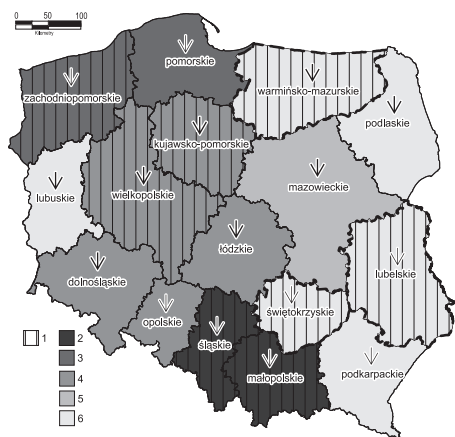 0 50 100
Kilometry
pomorskie
zachodniopomorskie
warmińsko-mazurskie
podlaskie
kujawsko-pomorskie
wielkopolskie
mazowieckie
lubuskie
łódzkie
dolnośląskie
lubelskie
opolskie
świętokrzyskie
śląskie
małopolskie
podkarpackie
1 2
3
4
5
6